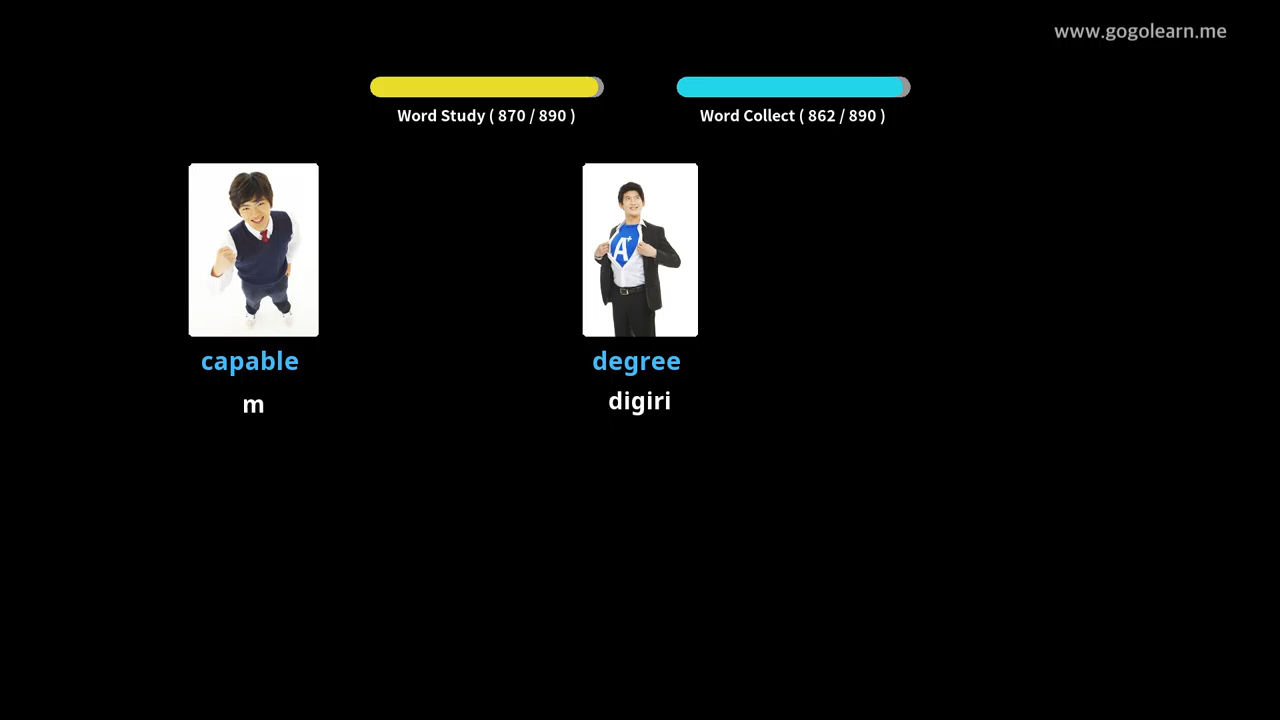 www.gogolearn.me
Word Study ( 870 / 890 )
Word Collect ( 862 / 890 )
A+
capable
degree
m
digiri